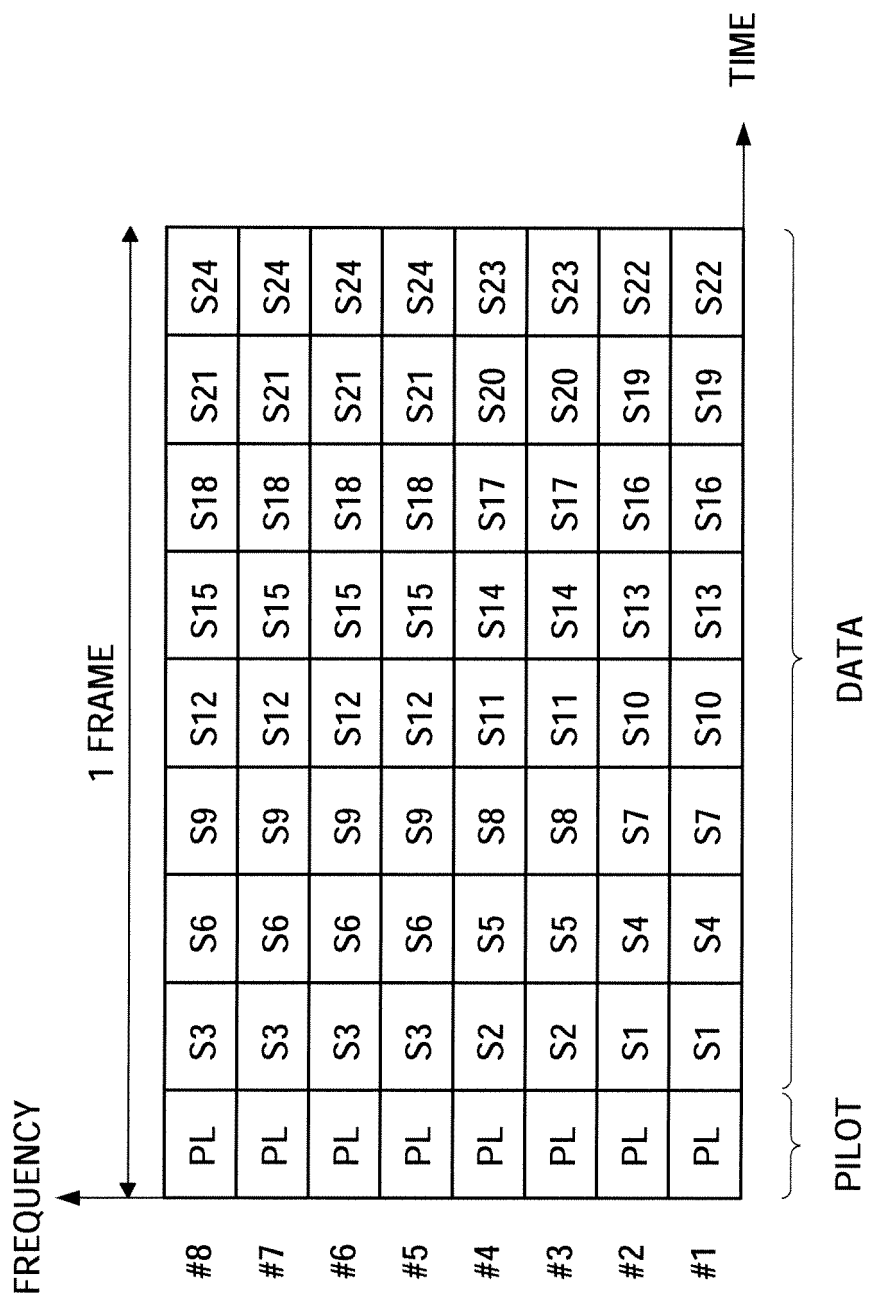 FREQUENCY
1 FRAME
#8 PL S3 S6 S9 S12 S15 S18 S21 S24
#7 PL S3 S6 S9 S12 S15 S18 S21 S24
#6 PL S3 S6 S9 S12 S15 S18 S21 S24
#5 PL S3 S6 S9 S12 S15 S18 S21 S24
#4 PL S2 S5 S8 S11 S14 S17 S20 S23
#3 PL S2 S5 S8 S11 S14 S17 S20 S23
#2 PL S1 S4 S7 S10 S13 S16 S19 S22
#1 PL S1 S4 S7 S10 S13 S16 S19 S22
TIME
PILOT DATA